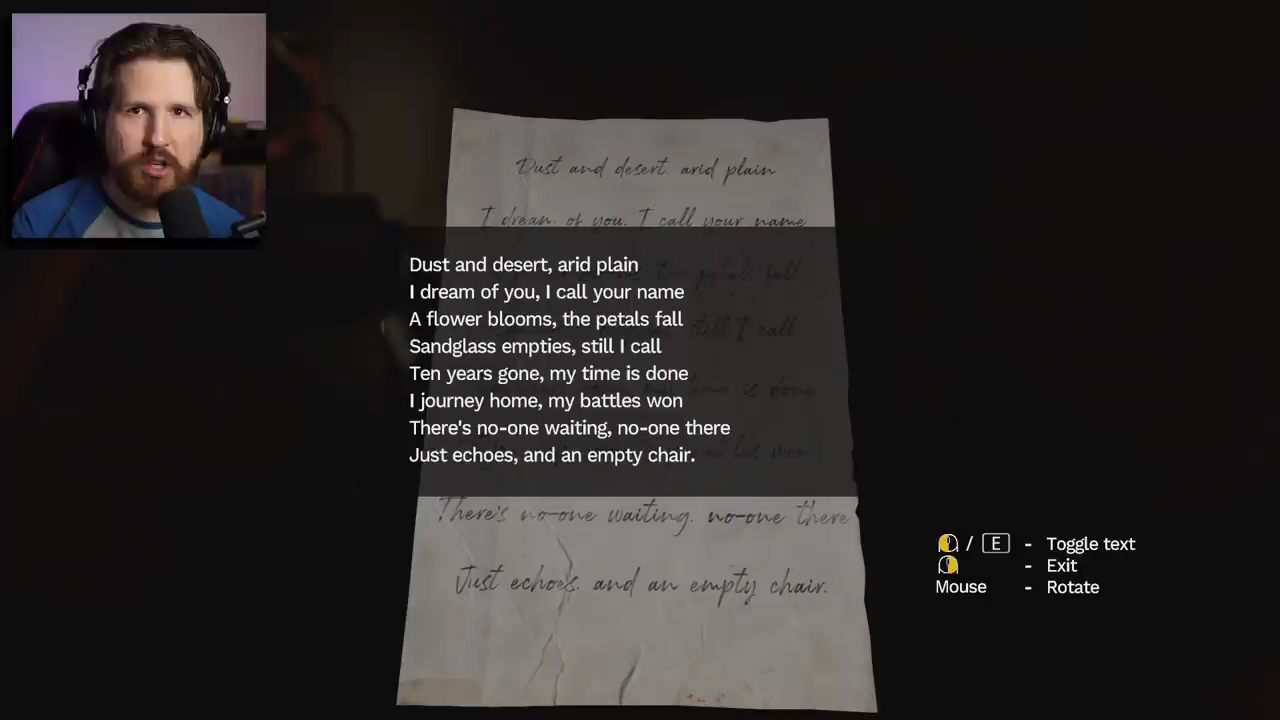 Dust and desert, arid plain
I dream of you, I call your name
Dust and desert, arid plain
I dream of you, I call your name
A flower blooms, the petals fall
Sandglass empties, still I call
Ten years gone, my time is done
I journey home, my battles won
There's no-one waiting, no-one there
Just echoes, and an empty chair.
There's no-one waiting, no-one there
Just echoes, and an empty chair.
/ E - Toggle text
- Exit
Mouse - Rotate